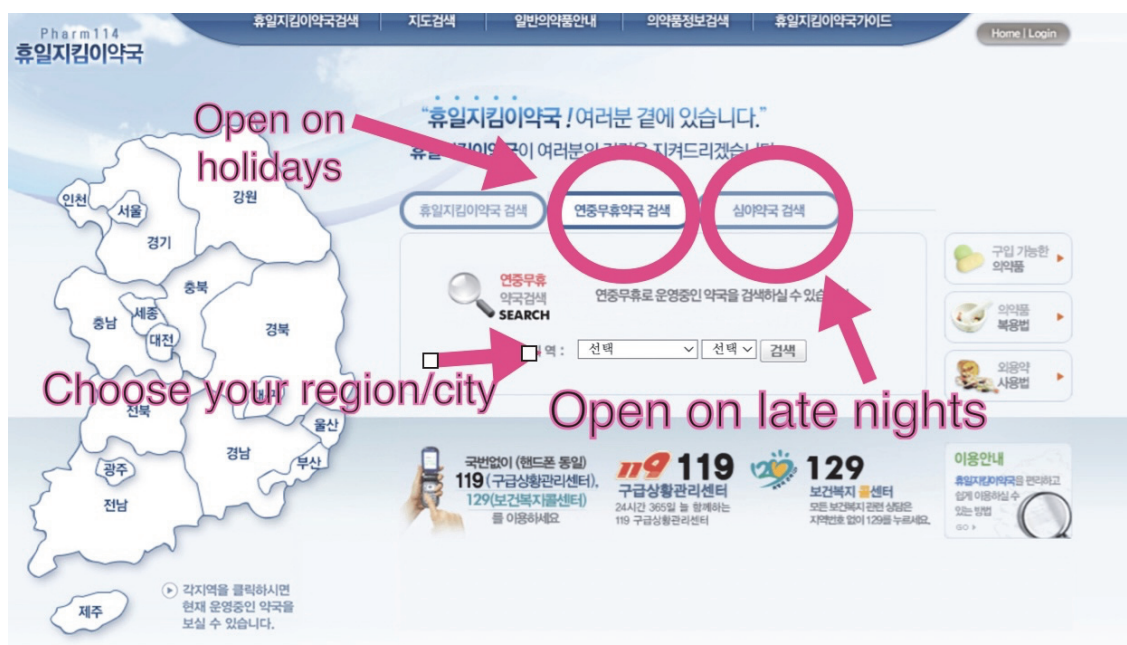 Pharm114
휴일지킴이약국
휴일지킴이약국검색 지도검색 일반의약품안내 의약품정보검색 휴일지킴이약국가이드
Home | Login
Open on
holidays
“휴일지킴이약국 ! 여러분 곁에 있습니다.”
여러분의 지켜드리겠습니다
휴일지킴이약국 검색 연중무휴약국 검색 심야약국 검색
인천
서울
강원
경기
충북
충남
세종
대전
경북
전북
울산
경남
부산
광주
전남
제주
연중무휴
약국검색
SEARCH
연중무휴로 운영중인 약국을 검색하실 수
역 : 선택 선택 검색
Choose your region/city
Open on late nights
구입 가능한
의약품
의약품
복용법
외용약
사용법
국번없이 (핸드폰 동일)
119 (구급상황관리센터),
129(보건복지콜센터)
를 이용하세요
119 119
구급상황관리센터
24시간 365일 늘 함께하는
119 구급상황관리센터
129 129
보건복지 콜센터
모든 보건복지 관련 상담은
지역번호 없이 129를 누르세요.
이용안내
휴일지킴이약국을 편리하고
쉽게 이용하실 수
있는 방법
GO
각지역을 클릭하시면
현재 운영중인 약국을
보실 수 있습니다.